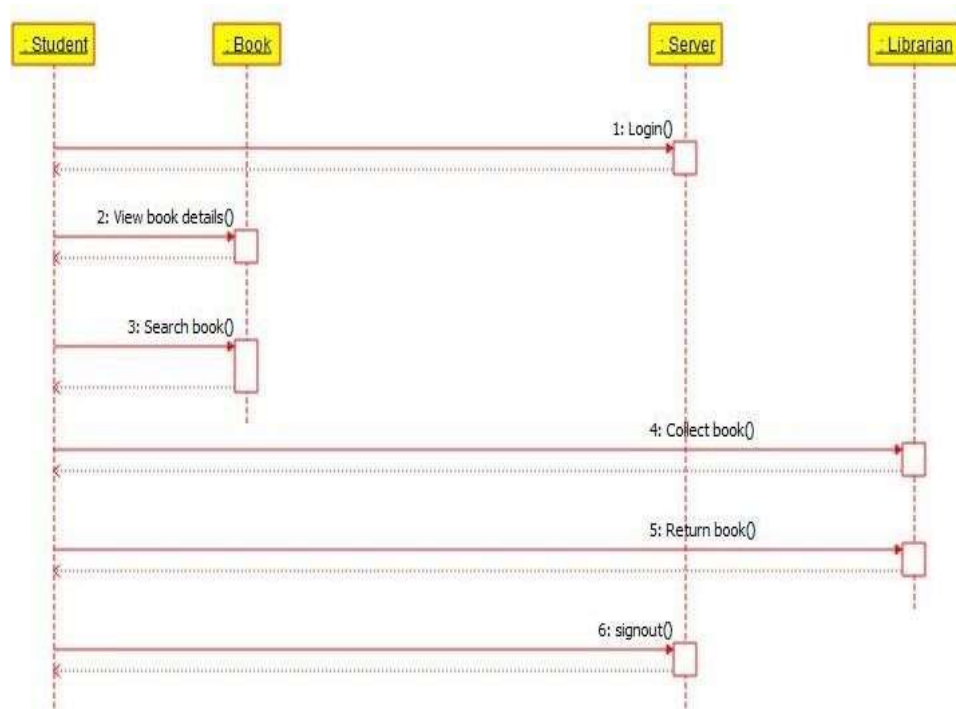 : Student
: Book
: Server
: Librarian
1: Login()
2: View book details()
3: Search book()
4: Collect book()
5: Return book()
6: signout()